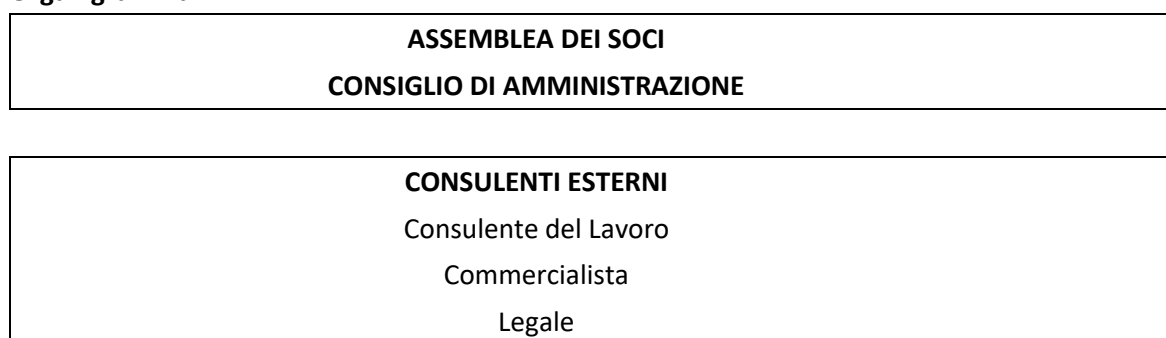 ASSEMBLEA DEI SOCI
CONSIGLIO DI AMMINISTRAZIONE
CONSULENTI ESTERNI
Consulente del Lavoro
Commercialista
Legale